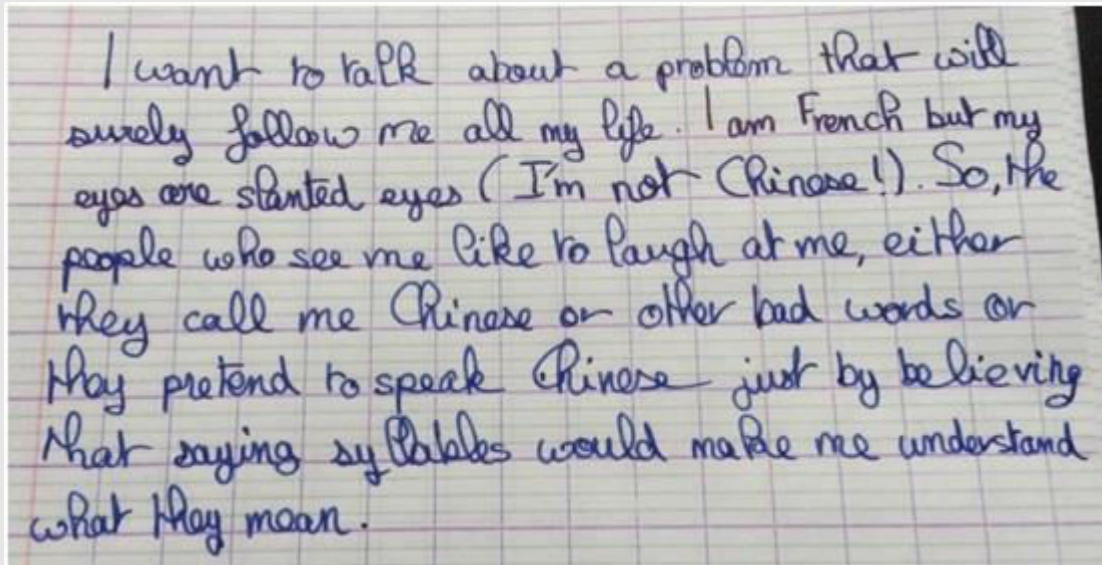 I want to talk about a problem that will
surely follow me all my life. I am French but my
eyes are slanted eyes (I'm not Chinese!). So, the
people who see me like to laugh at me, either
they call me Chinese or other bad words or
they pretend to speak Chinese just by believing
that saying syllables would make me understand
what they mean.